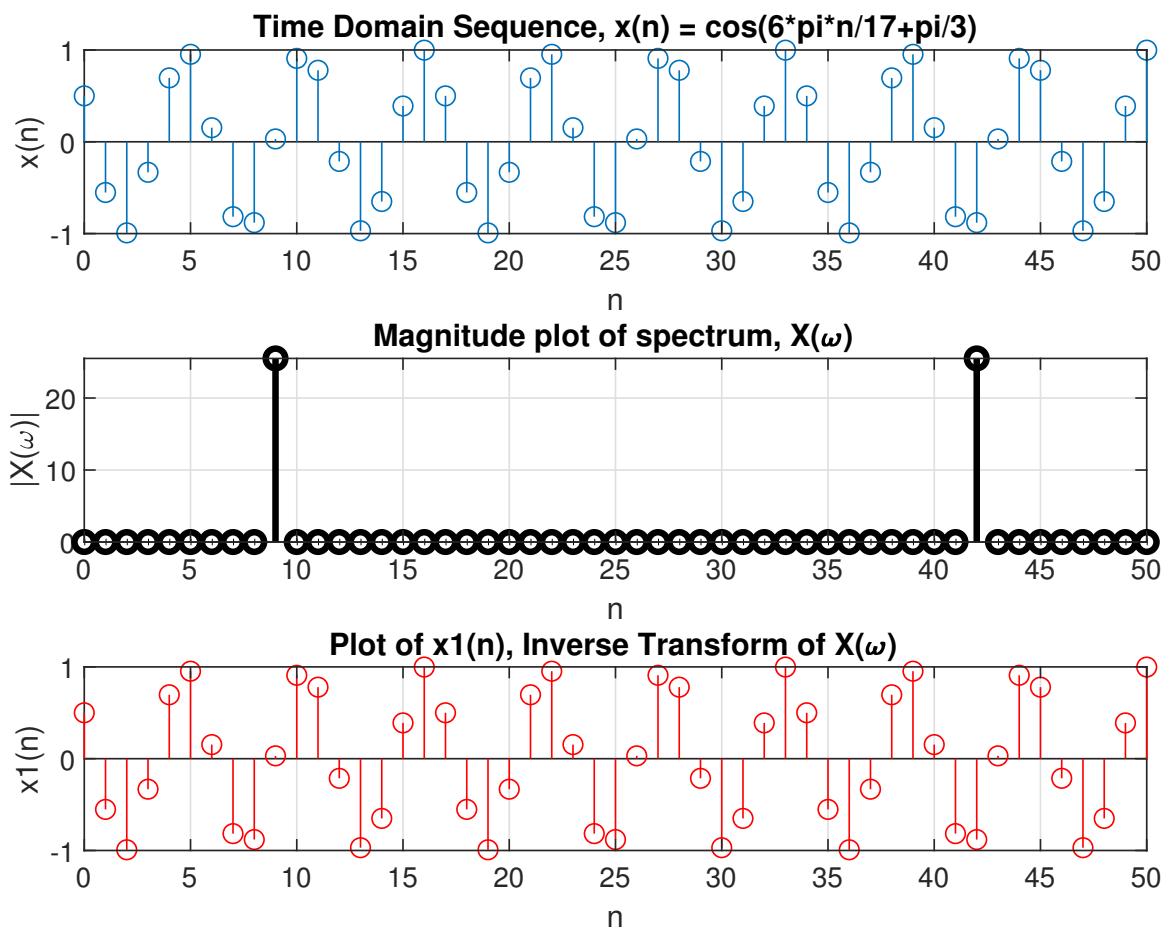 Time Domain Sequence, x(n) = cos(6*pi*n/17+pi/3)
1
0
-1
x(n)
0 5 10 15 20 25 30 35 40 45 50
n
Magnitude plot of spectrum, X(ω)
20
10
0
|X(ω)|
0 5 10 15 20 25 30 35 40 45 50
n
Plot of x1(n), Inverse Transform of X(ω)
1
0
-1
x1(n)
0 5 10 15 20 25 30 35 40 45 50
n